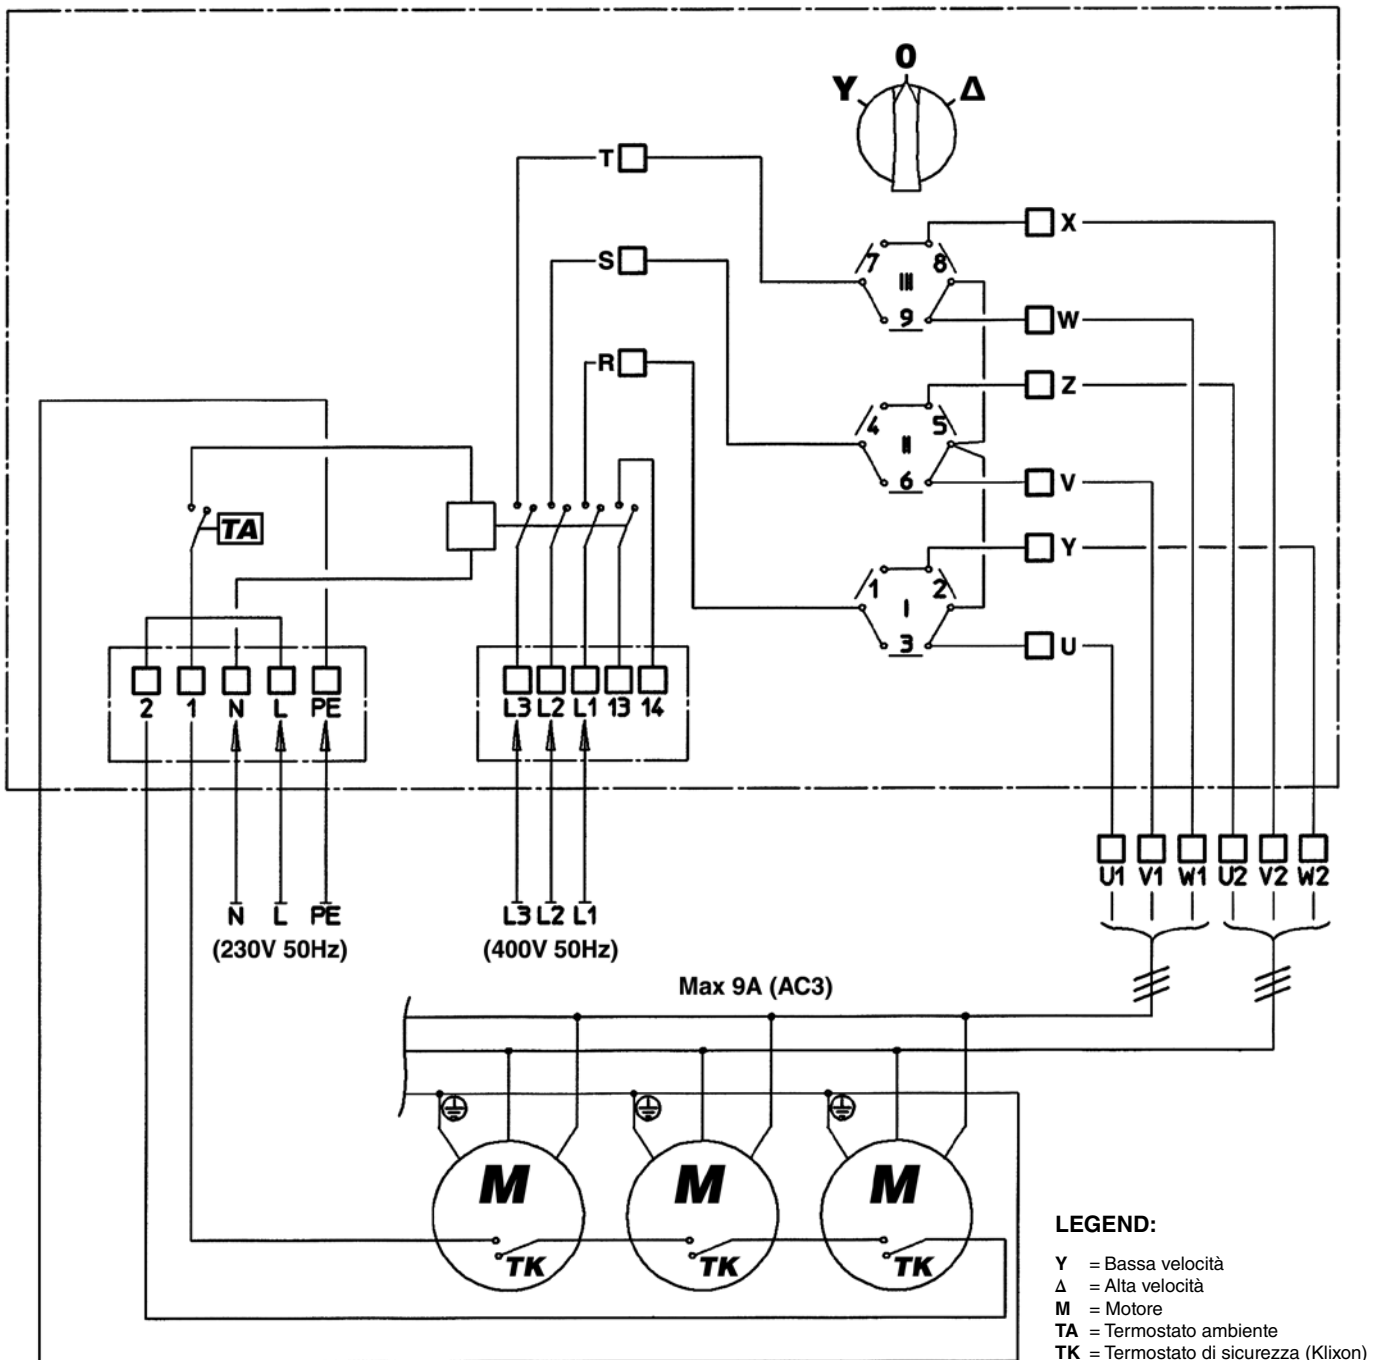 0
Y Δ
T
X
7 8
S
III
9 W
R
Z
4 5
II
6 V
TA
Y
1 2
I
3 U
2 1 N L PE
L3 L2 L1 13 14
U1 V1 W1 U2 V2 W2
N L PE
L3 L2 L1
(230V 50Hz)
(400V 50Hz)
Max 9A (AC3)
M M M
TK TK TK
LEGEND:
Y = Bassa velocità
Δ = Alta velocità
M = Motore
TA = Termostato ambiente
TK = Termostato di sicurezza (Klixon)